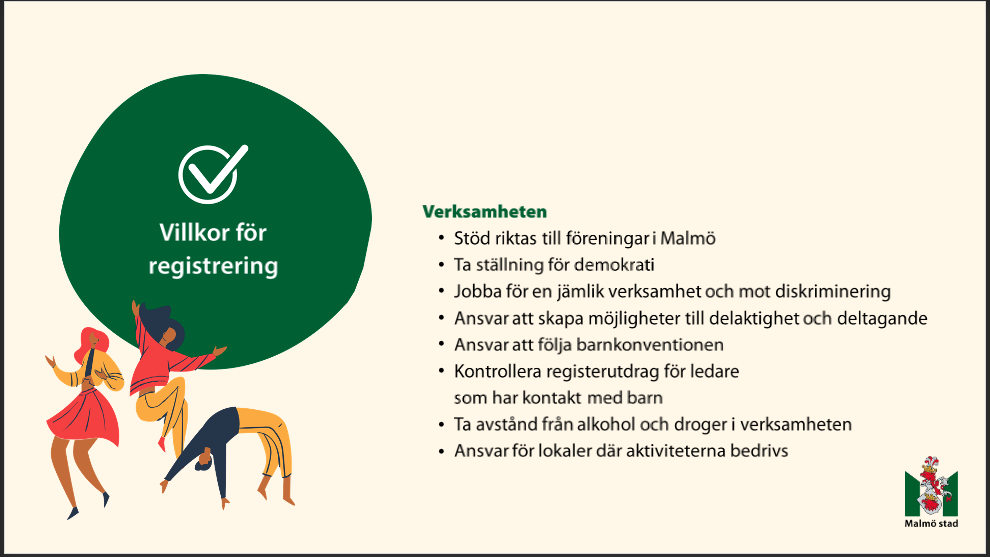 Villkor för
registrering
Verksamheten
• Stöd riktas till föreningar i Malmö
• Ta ställning för demokrati
• Jobba för en jämlik verksamhet och mot diskriminering
• Ansvar att skapa möjligheter till delaktighet och deltagande
• Ansvar att följa barnkonventionen
• Kontrollera registerutdrag för ledare
som har kontakt med barn
• Ta avstånd från alkohol och droger i verksamheten
• Ansvar för lokaler där aktiviteterna bedrivs
Malmö stad